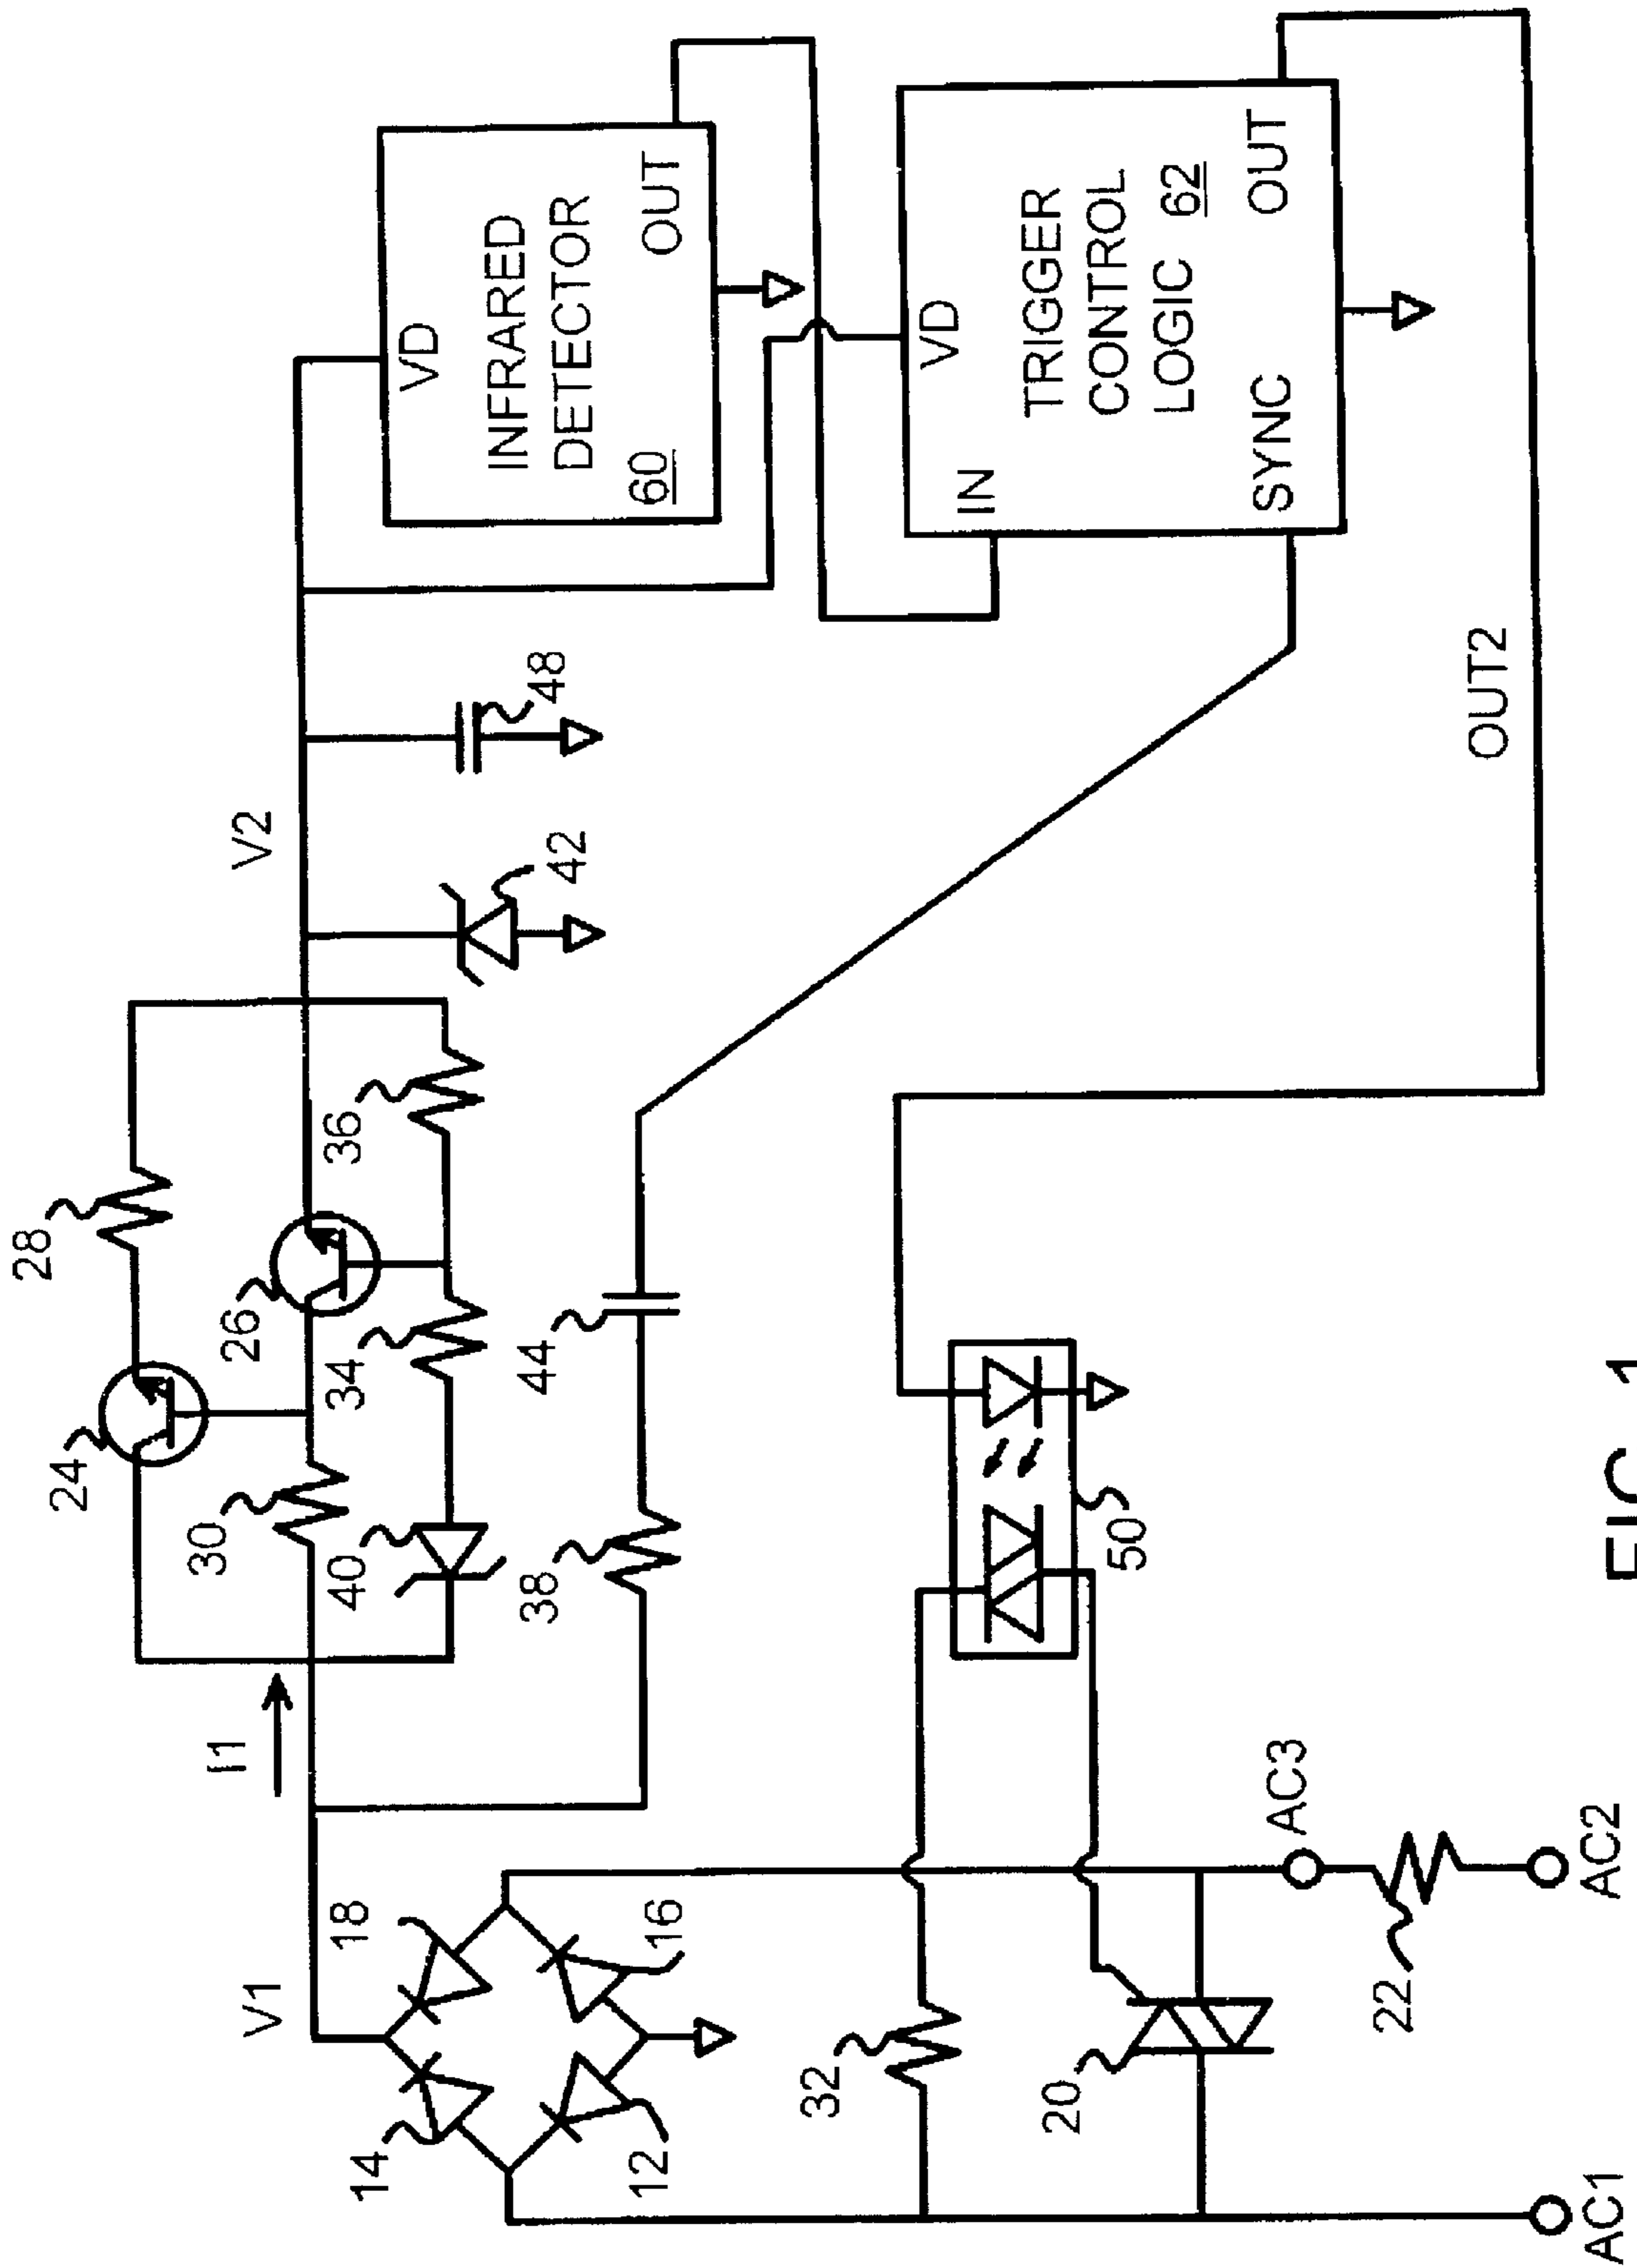 28
24
V2
26
36
30
34
I1
40
42
48
VD
INFRARED
DETECTOR
60
OUT
V1
18
14
16
12
38
44
IN
VD
TRIGGER
CONTROL
LOGIC 62
SYNC
OUT
32
50
20
AC3
22
OUT2
AC1
AC2
FIG. 1